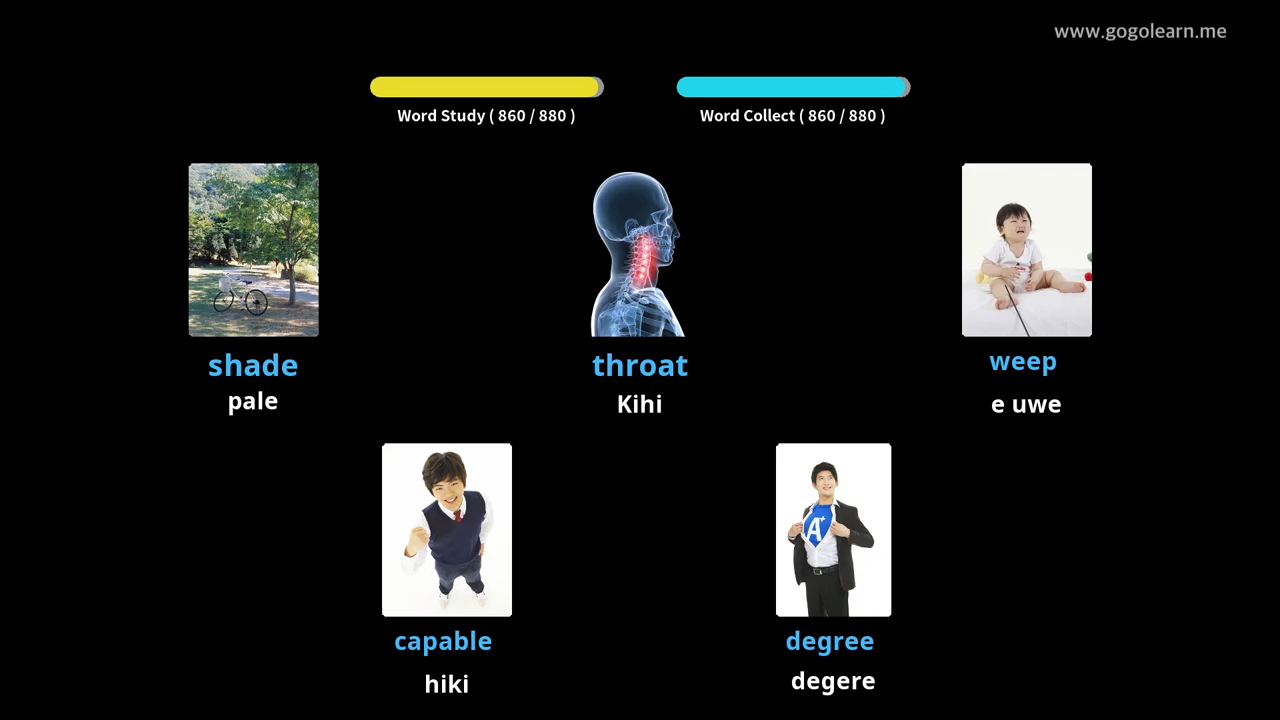 www.gogolearn.me
Word Study ( 860 / 880 )
Word Collect ( 860 / 880 )
shade
pale
throat
Kihi
weep
e uwe
A+
capable
hiki
degree
degere